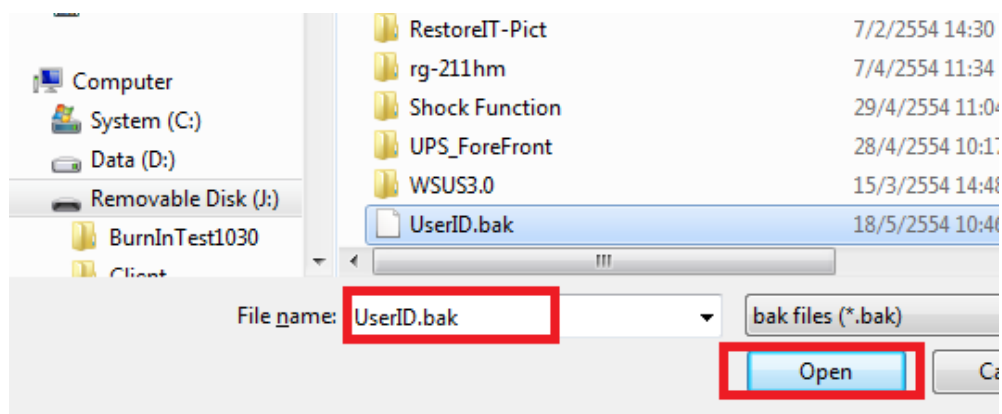 RestoreIT-Pict 7/2/2554 14:30
Computer
rg-211hm 7/4/2554 11:34
System (C:)
Shock Function 29/4/2554 11:04
Data (D:)
UPS_ForeFront 28/4/2554 10:17
Removable Disk (J:)
WSUS3.0 15/3/2554 14:48
BurnInTest1030
UserID.bak 18/5/2554 10:46
Client
File name: UserID.bak bak files (*.bak)
Open